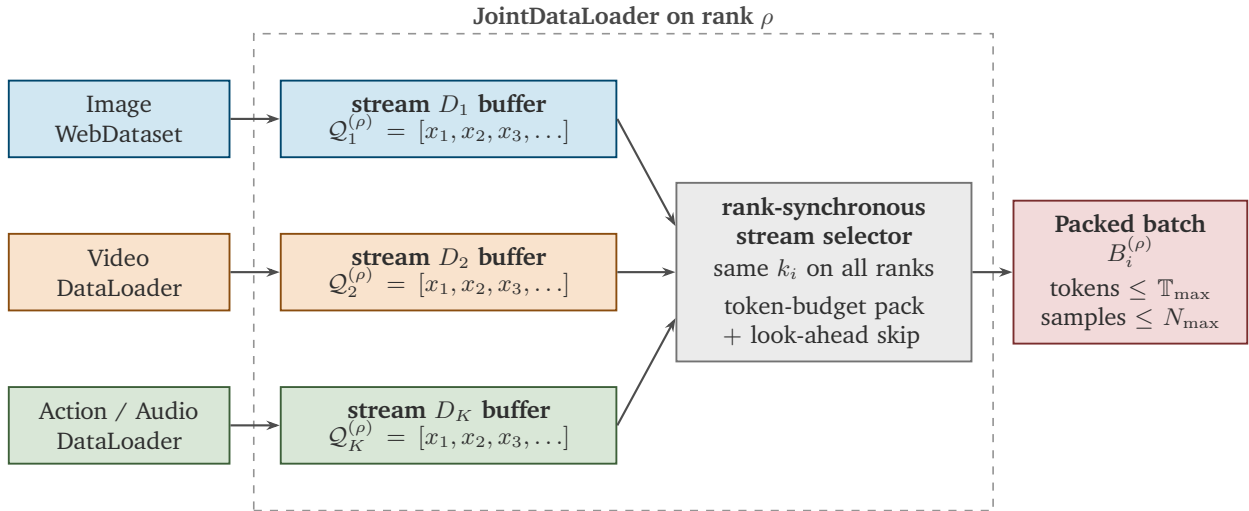 JointDataLoader on rank ρ
Image
WebDataset
stream D₁ buffer
𝒬₁⁽ᵖ⁾ = [x₁, x₂, x₃, …]
Video
DataLoader
stream D₂ buffer
𝒬₂⁽ᵖ⁾ = [x₁, x₂, x₃, …]
Action / Audio
DataLoader
stream D_K buffer
𝒬_K^(ρ) = [x₁, x₂, x₃, …]
rank-synchronous
stream selector
same kᵢ on all ranks
token-budget pack
+ look-ahead skip
Packed batch
Bᵢ^(ρ)
tokens ≤ 𝕋_max
samples ≤ N_max